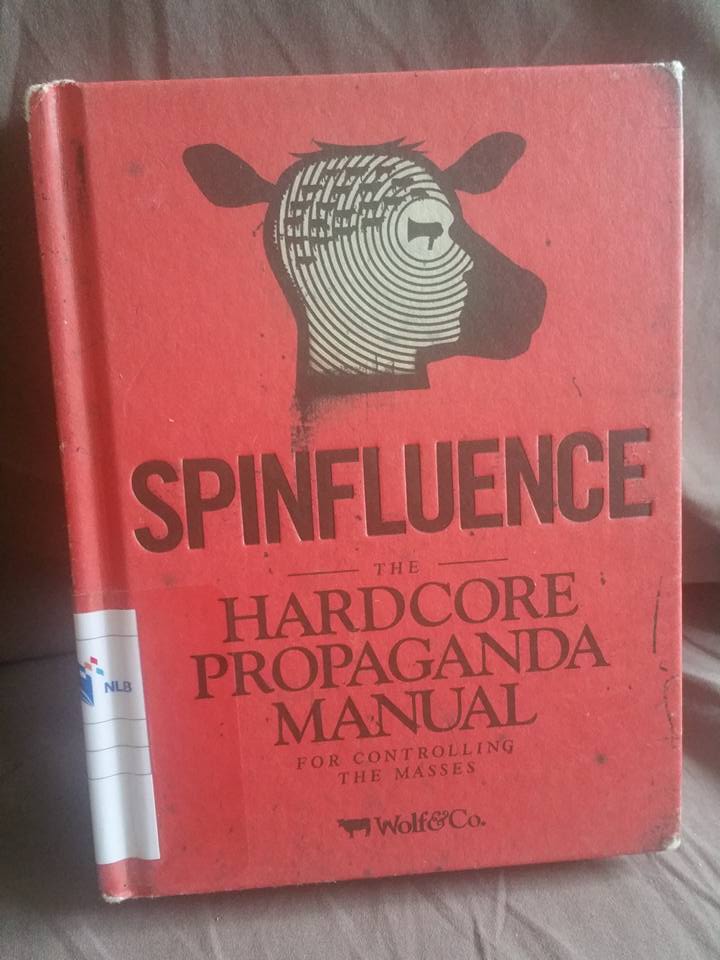 SPINFLUENCE
THE
HARDCORE
PROPAGANDA
MANUAL
FOR CONTROLLING
THE MASSES
Wolf&Co.
NLB